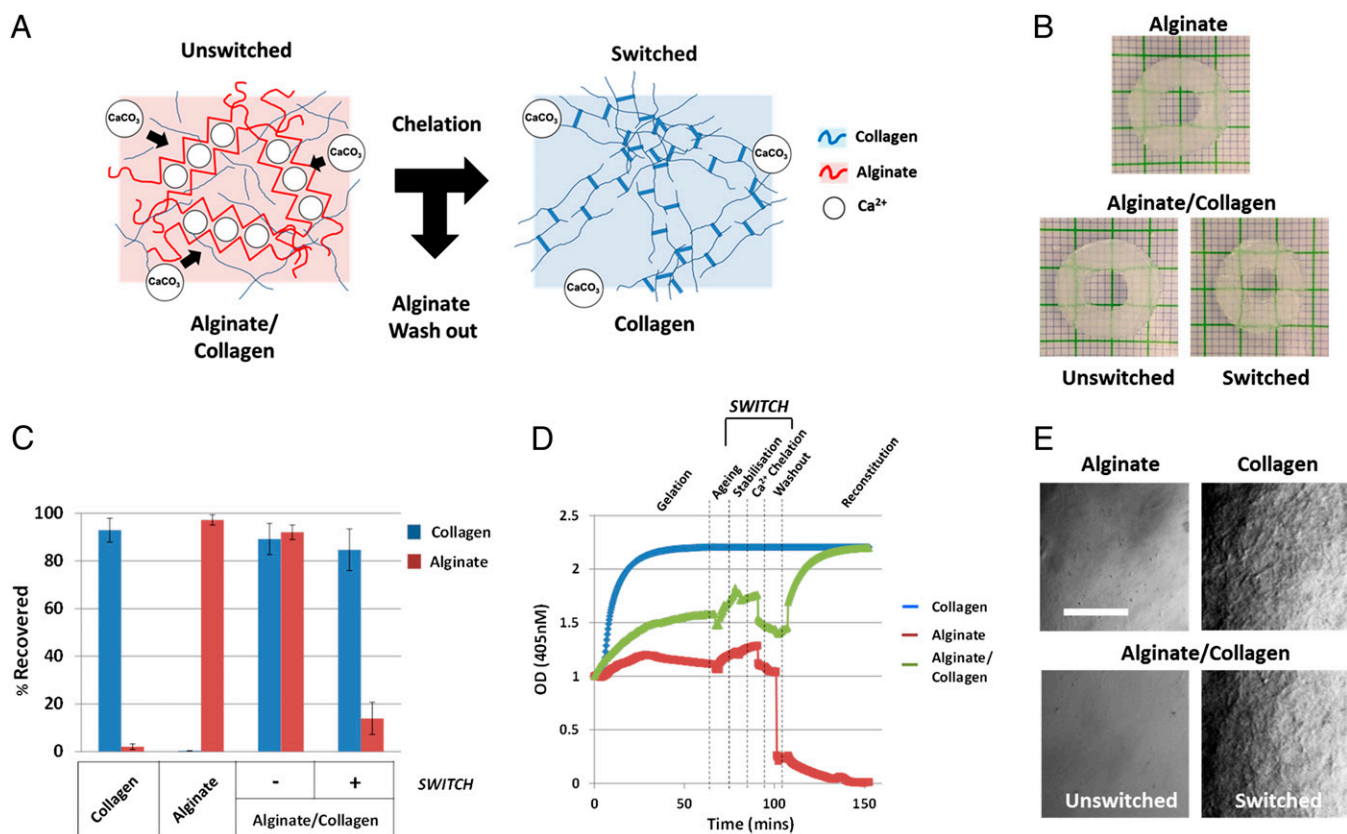 A
Unswitched
Switched
CaCO3
CaCO3
CaCO3
Alginate/
Collagen
Chelation
Alginate
Wash out
CaCO3
CaCO3
CaCO3
Collagen
Collagen
Alginate
Ca2+
B
Alginate
Alginate/Collagen
Unswitched
Switched
C
% Recovered
100
80
60
40
20
0
Collagen
Alginate
Collagen
Alginate
-
+
SWITCH
Alginate/Collagen
D
SWITCH
Gelation
Ageing
Stabilisation
Ca2+ Chelation
Washout
Reconstitution
OD (405nM)
2.5
2
1.5
1
0.5
0
0
50
100
150
Time (mins)
Collagen
Alginate
Alginate/
Collagen
E
Alginate
Collagen
Alginate/Collagen
Unswitched
Switched